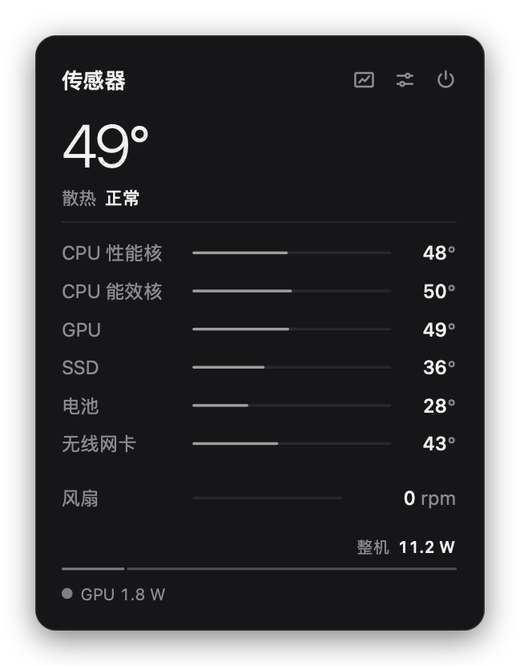 传感器
49°
散热 正常
CPU 性能核 48°
CPU 能效核 50°
GPU 49°
SSD 36°
电池 28°
无线网卡 43°
风扇 0 rpm
整机 11.2 W
GPU 1.8 W